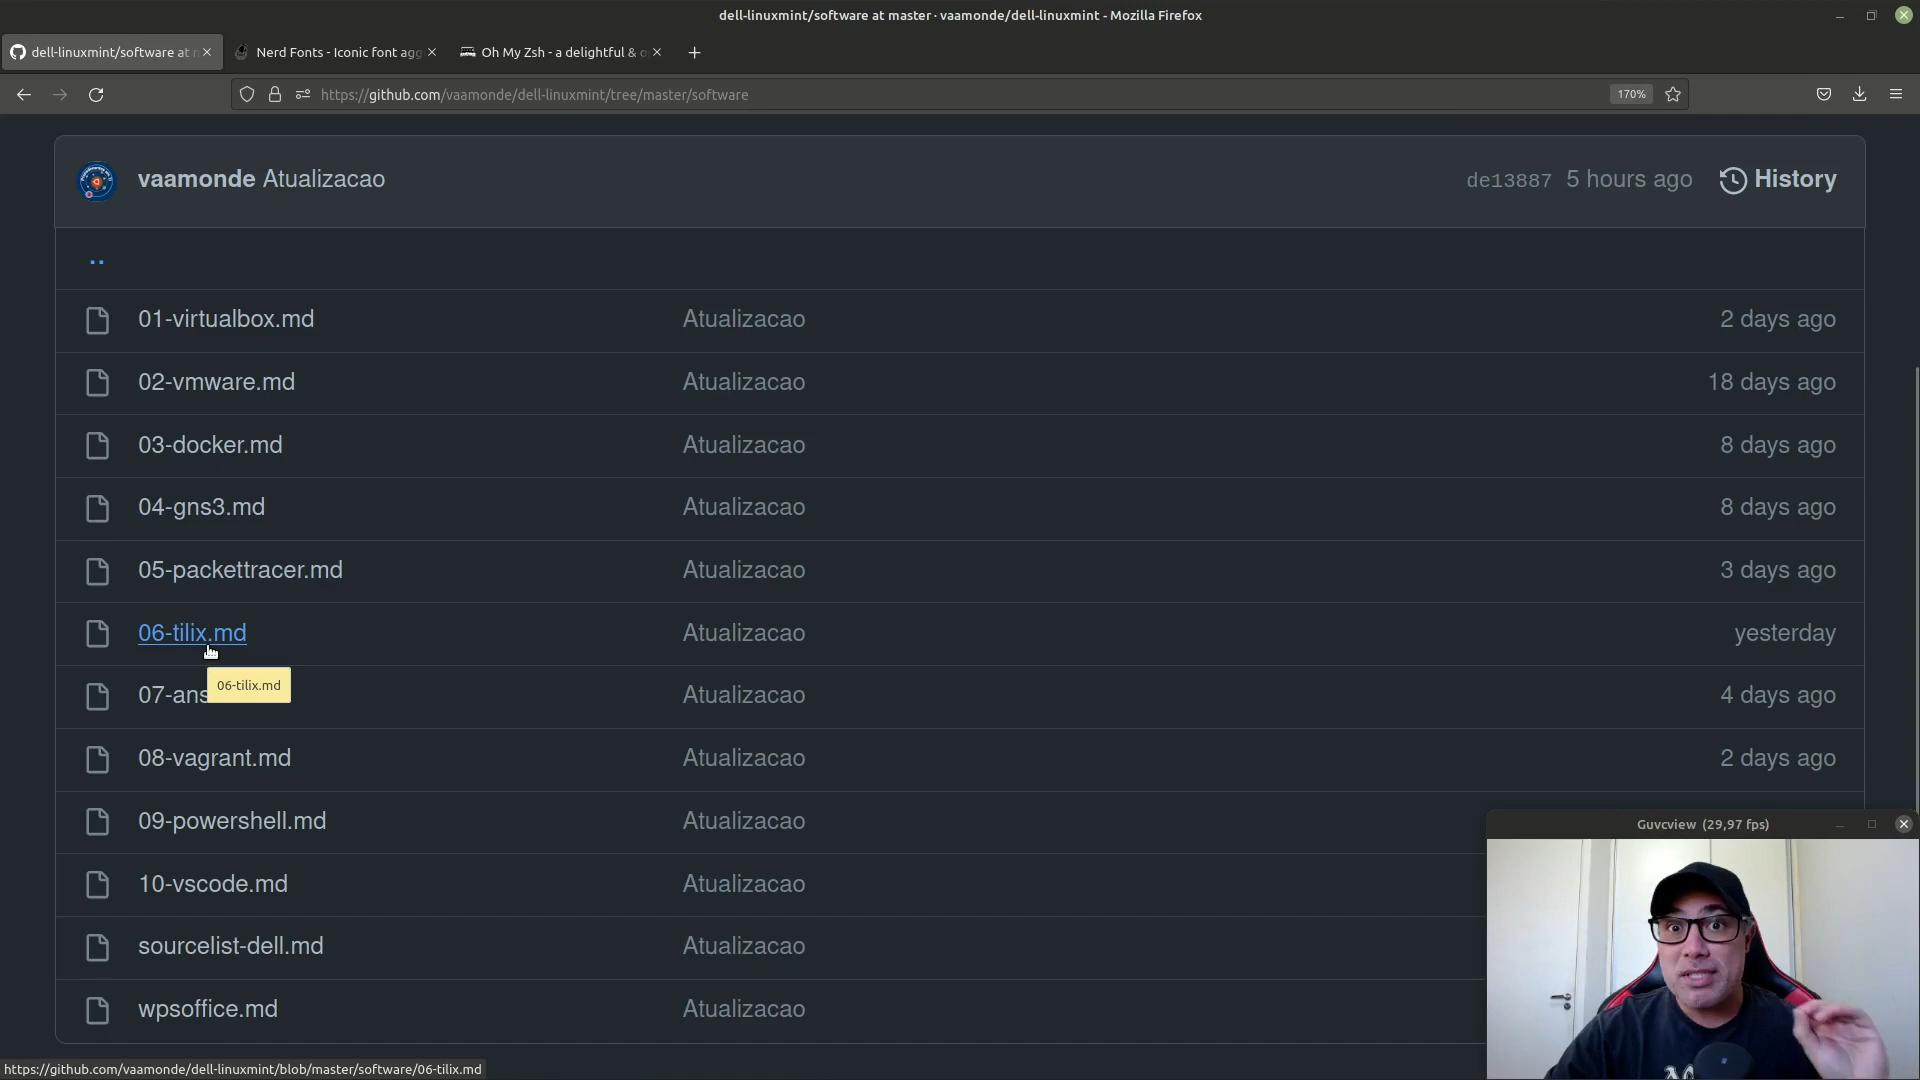 dell-linuxmint/software at master · vaamonde/dell-linuxmint - Mozilla Firefox
dell-linuxmint/software at
Nerd Fonts - Iconic font agg
Oh My Zsh - a delightful & o
https://github.com/vaamonde/dell-linuxmint/tree/master/software
170%
vaamonde Atualizacao
de13887 5 hours ago
History
..
01-virtualbox.md Atualizacao 2 days ago
02-vmware.md Atualizacao 18 days ago
03-docker.md Atualizacao 8 days ago
04-gns3.md Atualizacao 8 days ago
05-packettracer.md Atualizacao 3 days ago
06-tilix.md Atualizacao yesterday
06-tilix.md
07-ans Atualizacao 4 days ago
08-vagrant.md Atualizacao 2 days ago
09-powershell.md Atualizacao
Guvcview (29,97 fps)
10-vscode.md Atualizacao
sourcelist-dell.md Atualizacao
wpsoffice.md Atualizacao
https://github.com/vaamonde/dell-linuxmint/blob/master/software/06-tilix.md